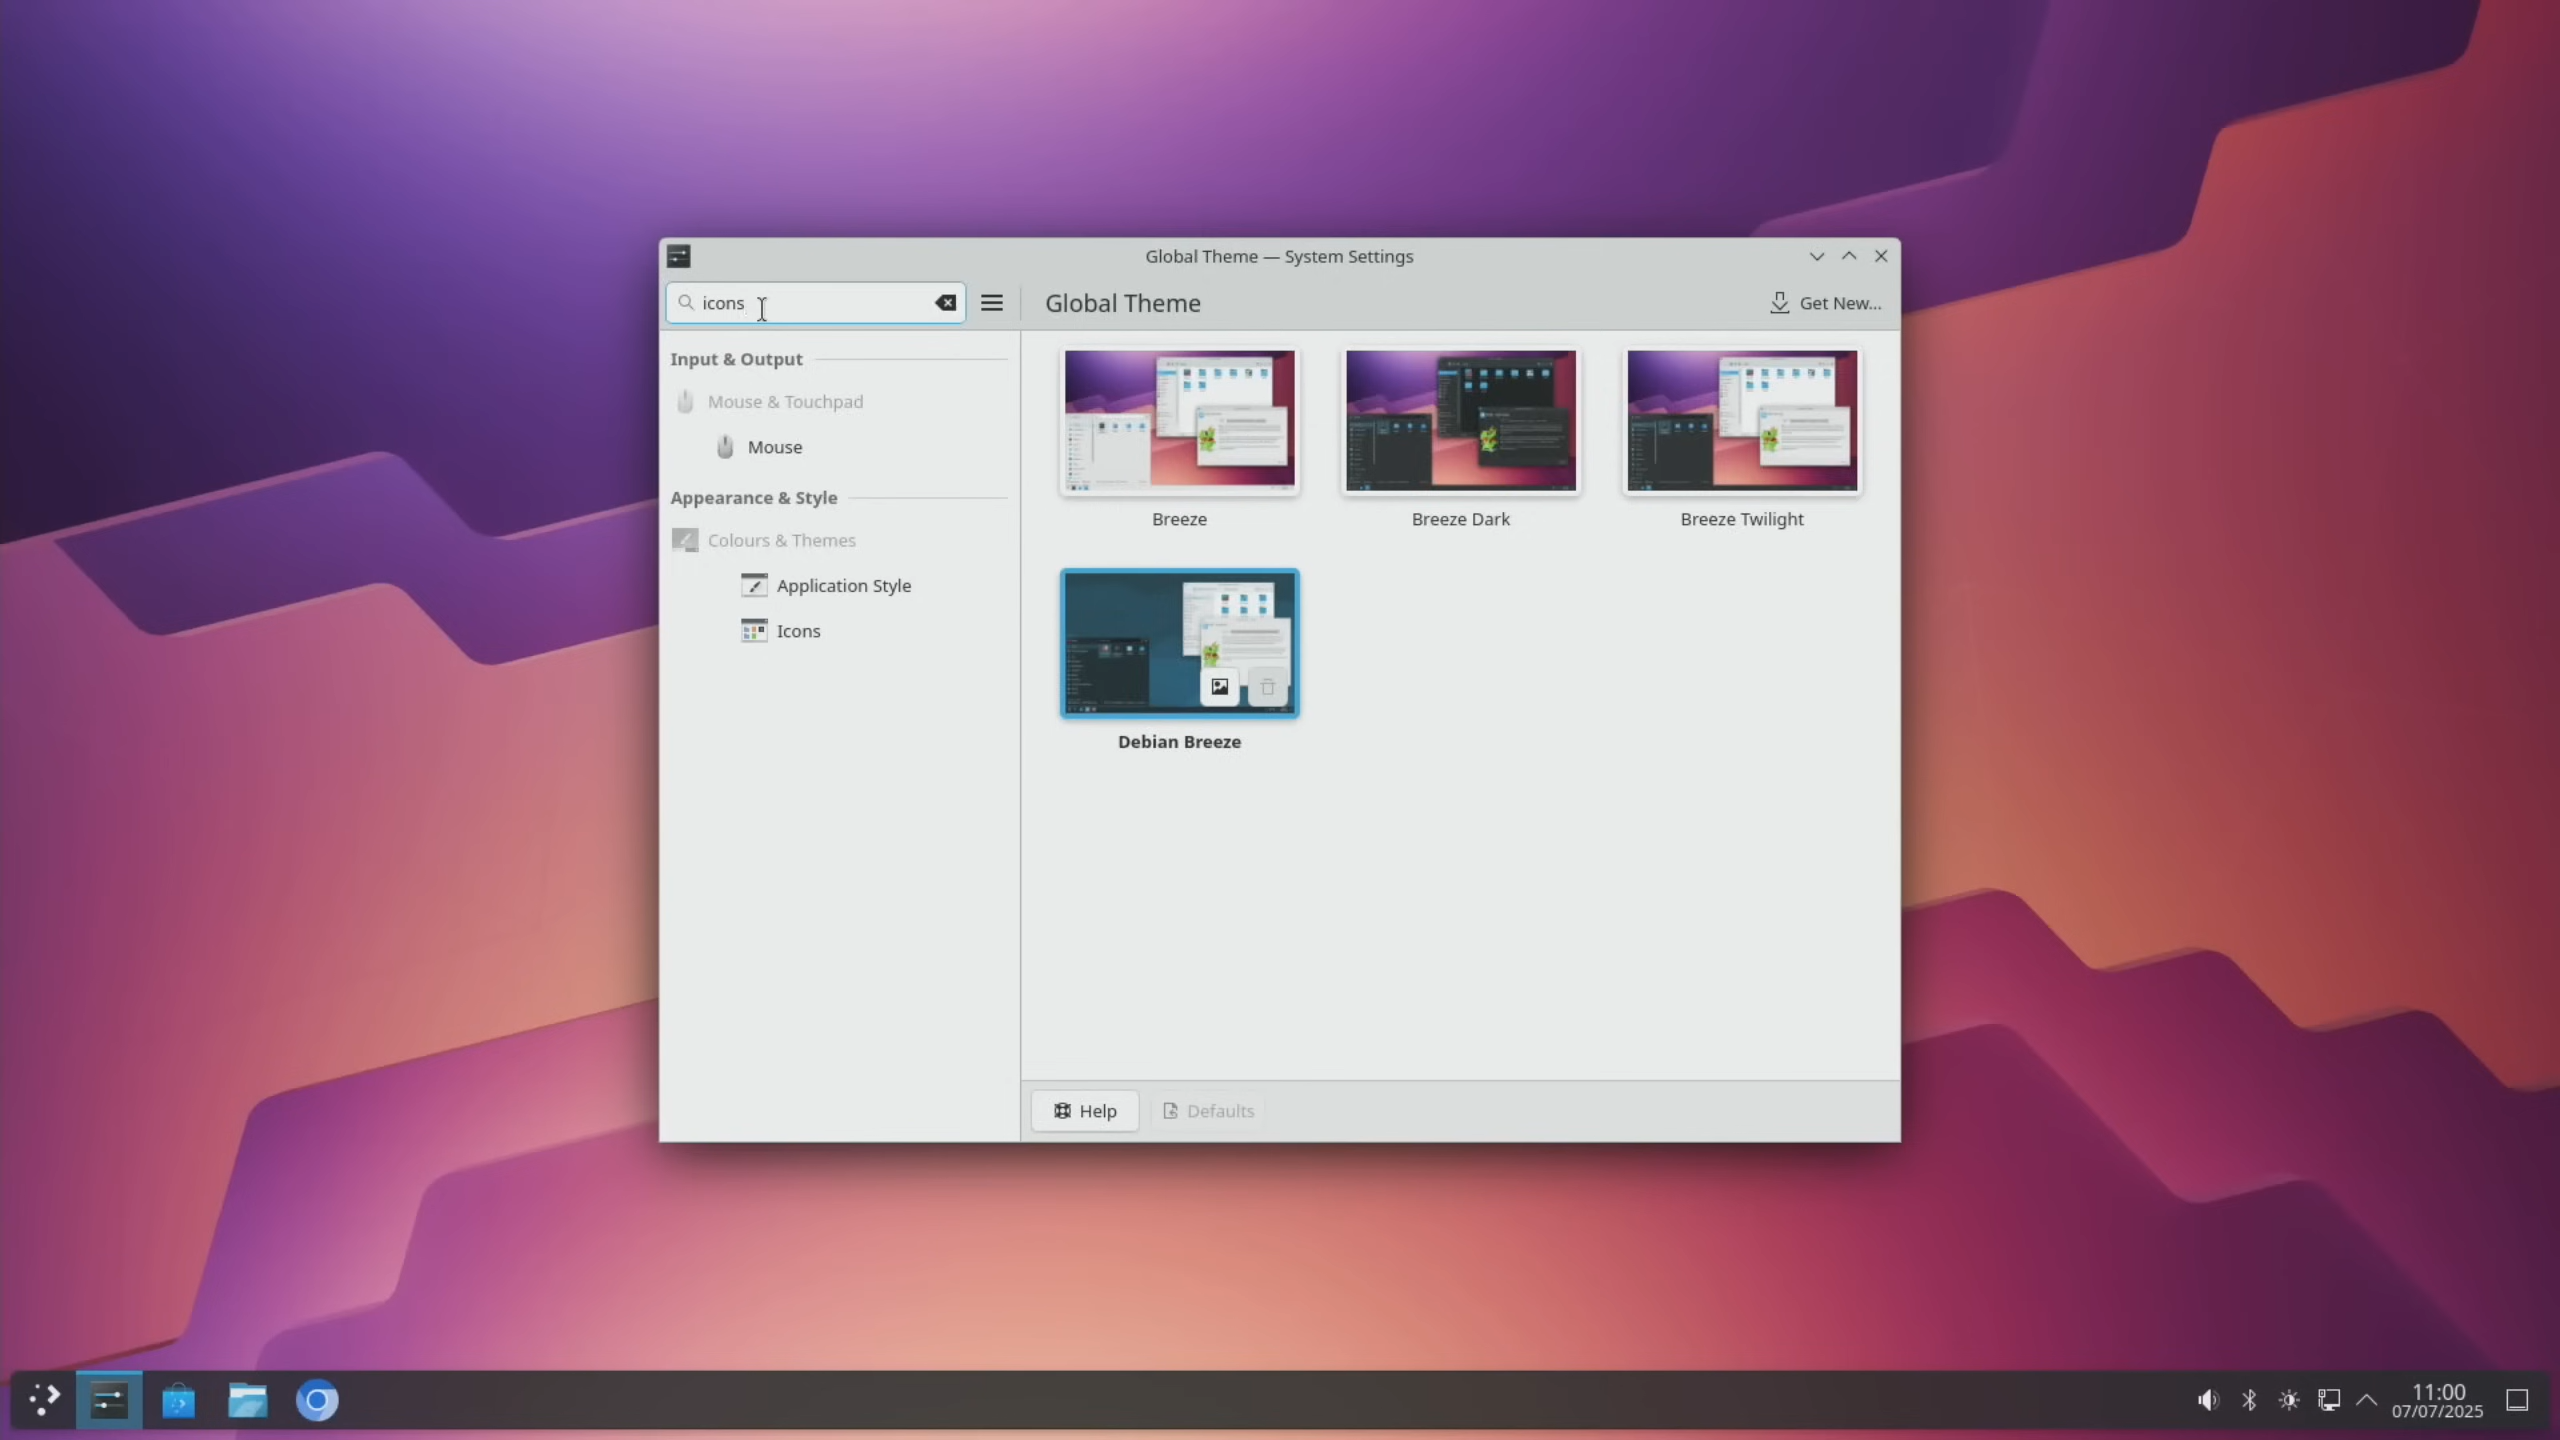 Global Theme — System Settings
icons
Global Theme
Get New...
Input & Output
Mouse & Touchpad
Mouse
Appearance & Style
Colours & Themes
Application Style
Icons
Breeze
Breeze Dark
Breeze Twilight
Debian Breeze
Help
Defaults
11:00
07/07/2025